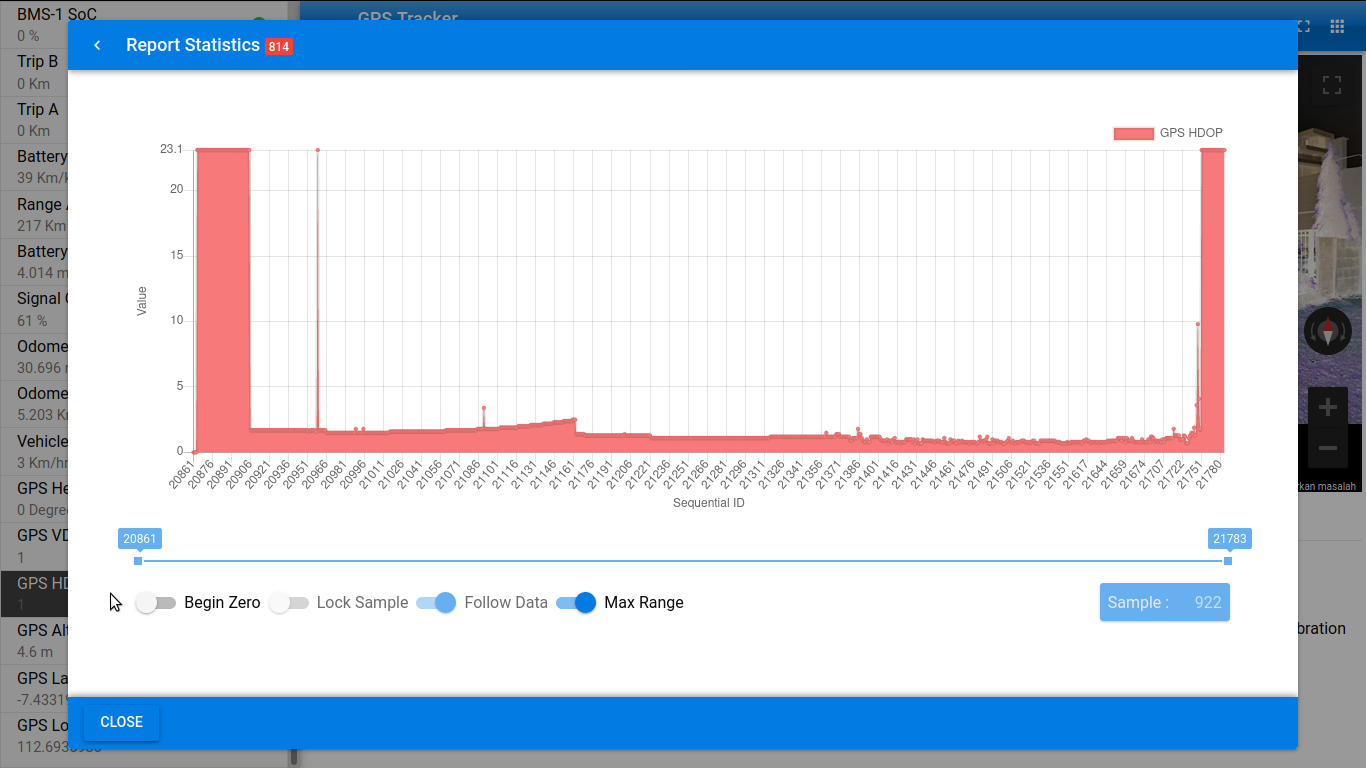 BMS-1 SoC
0 %
Trip B
0 Km
Trip A
0 Km
Battery
39 Km/k
Range
217 Km
Battery
4.014 m
Signal
61 %
Odome
30.696
Odome
5.203 K
Vehicle
3 Km/hr
GPS He
0 Degre
GPS VD
1
GPS HD
1
GPS Alt
4.6 m
GPS La
-7.4331
GPS Lo
112.693
GPS Tracker
Report Statistics 814
GPS HDOP
23.1
20
15
10
5
0
Value
20861 20876 20891 20906 20921 20936 20951 20966 20981 20996 21011 21026 21041 21056 21071 21086 21101 21116 21131 21146 21161 21176 21191 21206 21221 21236 21251 21266 21281 21296 21311 21326 21341 21356 21371 21386 21401 21416 21431 21446 21461 21476 21491 21506 21521 21536 21551 21617 21644 21659 21674 21707 21722 21751 21780
Sequential ID
20861 21783
Begin Zero Lock Sample Follow Data Max Range Sample : 922
CLOSE
kan masalah
bration